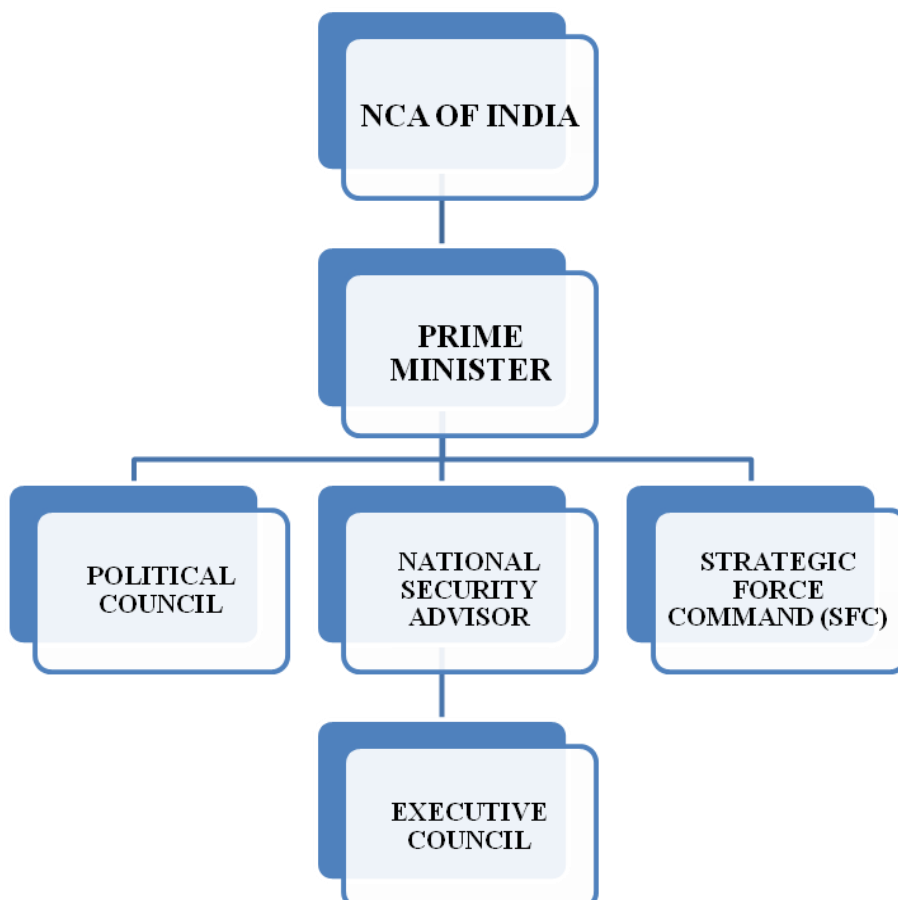 NCA OF INDIA
PRIME
MINISTER
POLITICAL
COUNCIL
NATIONAL
SECURITY
ADVISOR
STRATEGIC
FORCE
COMMAND (SFC)
EXECUTIVE
COUNCIL